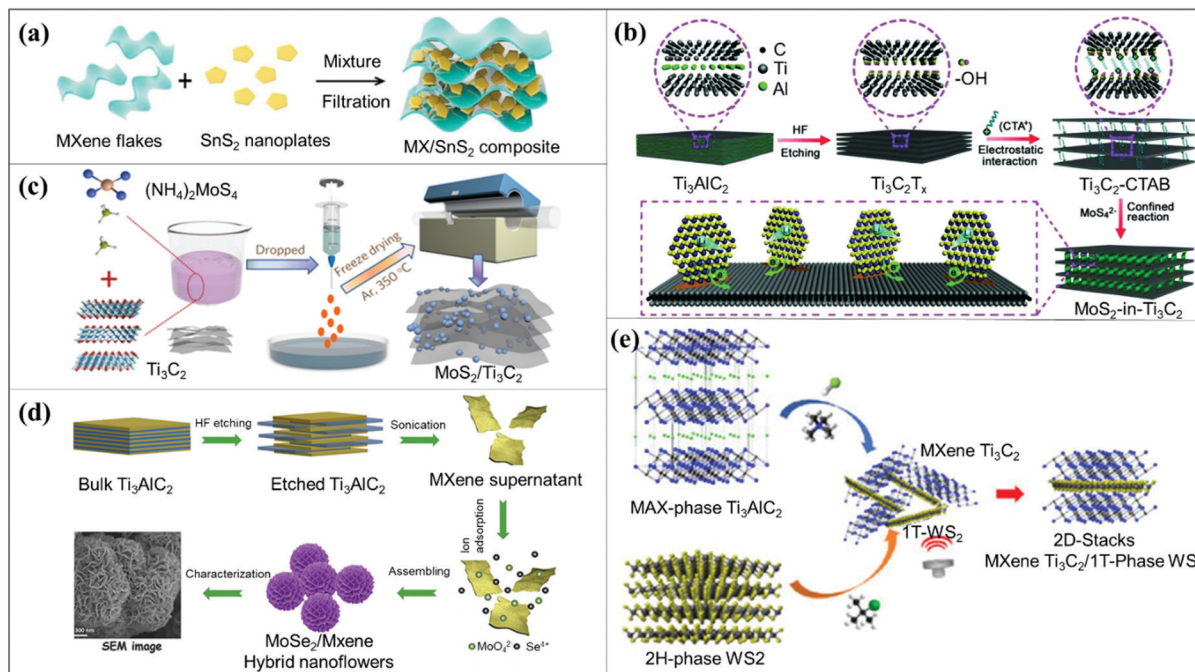 (a)
MXene flakes
+
SnS₂ nanoplates
Mixture
Filtration
MX/SnS₂ composite
(b)
C
Ti
Al
-OH
HF
Etching
(CTA⁺)
Electrostatic
interaction
Ti₃AlC₂
Ti₃C₂Tₓ
Ti₃C₂-CTAB
MoS₄²⁻
Confined
reaction
MoS₂-in-Ti₃C₂
(c)
(NH₄)₂MoS₄
+
Ti₃C₂
Dropped
Freeze drying
Ar, 350 °C
MoS₂/Ti₃C₂
(d)
HF etching
Sonication
Bulk Ti₃AlC₂
Etched Ti₃AlC₂
MXene supernatant
Ion
adsorption
Characterization
Assembling
300 nm
SEM image
MoSe₂/Mxene
Hybrid nanoflowers
MoO₄²⁻
Se⁴⁺
(e)
MAX-phase Ti₃AlC₂
MXene Ti₃C₂
1T-WS₂
2D-Stacks
MXene Ti₃C₂/1T-Phase WS
2H-phase WS2